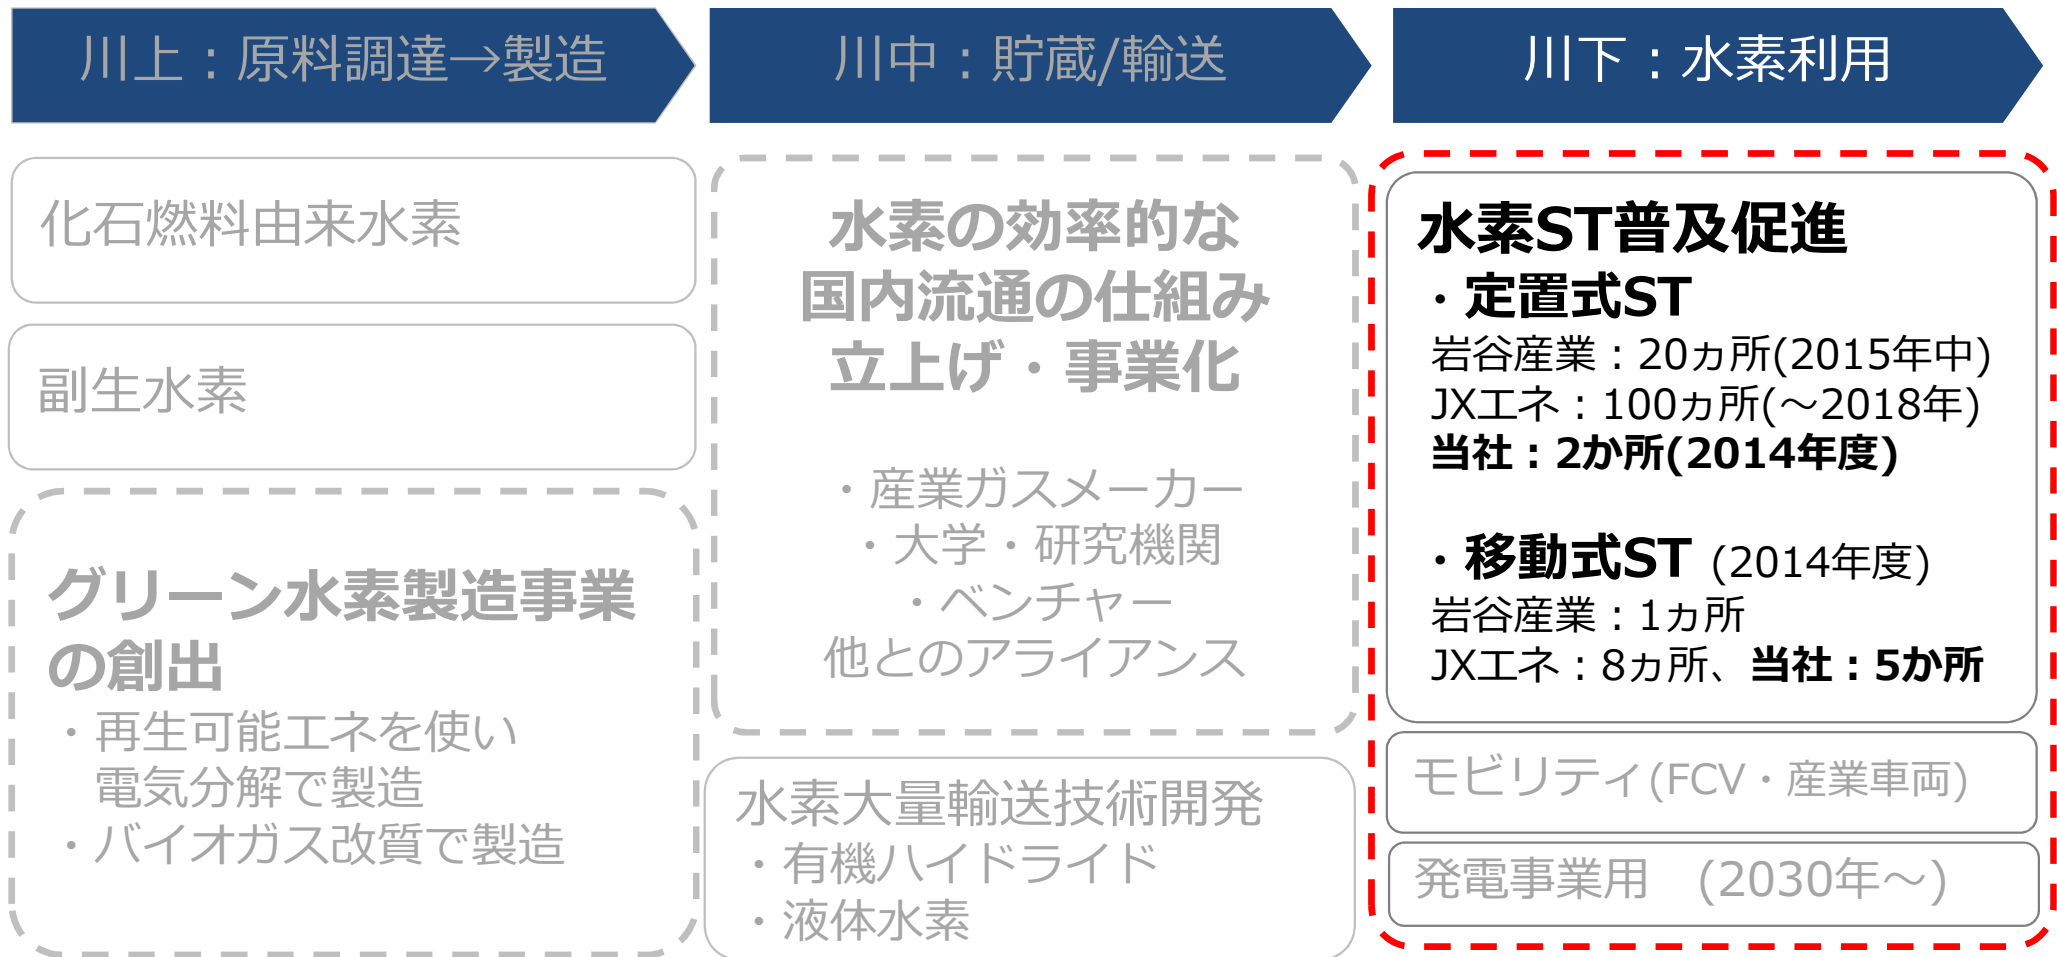 川上：原料調達→製造
川中：貯蔵/輸送
川下：水素利用
化石燃料由来水素
副生水素
グリーン水素製造事業
の創出
・再生可能エネを使い
電気分解で製造
・バイオガス改質で製造
水素の効率的な
国内流通の仕組み
立上げ・事業化
・産業ガスメーカー
・大学・研究機関
・ベンチャー
他とのアライアンス
水素大量輸送技術開発
・有機ハイドライド
・液体水素
水素ST普及促進
・定置式ST
岩谷産業：20ヵ所(2015年中)
JXエネ：100ヵ所(～2018年)
当社：2か所(2014年度)
・移動式ST (2014年度)
岩谷産業：1ヵ所
JXエネ：8ヵ所、当社：5か所
モビリティ(FCV・産業車両)
発電事業用　(2030年～)